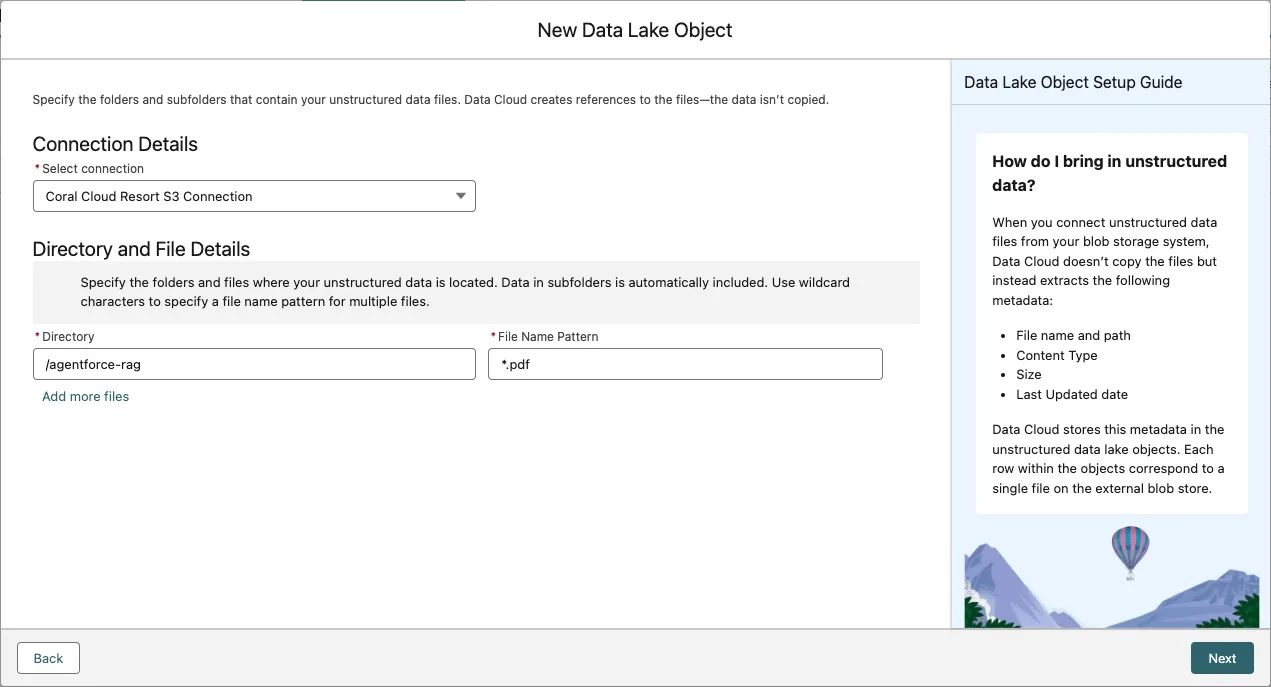 New Data Lake Object
Specify the folders and subfolders that contain your unstructured data files. Data Cloud creates references to the files—the data isn’t copied.
Connection Details
* Select connection
Coral Cloud Resort S3 Connection
Directory and File Details
Specify the folders and files where your unstructured data is located. Data in subfolders is automatically included. Use wildcard
characters to specify a file name pattern for multiple files.
* Directory
* File Name Pattern
/agentforce-rag
*.pdf
Add more files
Data Lake Object Setup Guide
How do I bring in unstructured
data?
When you connect unstructured data
files from your blob storage system,
Data Cloud doesn’t copy the files but
instead extracts the following
metadata:
• File name and path
• Content Type
• Size
• Last Updated date
Data Cloud stores this metadata in the
unstructured data lake objects. Each
row within the objects correspond to a
single file on the external blob store.
Back
Next